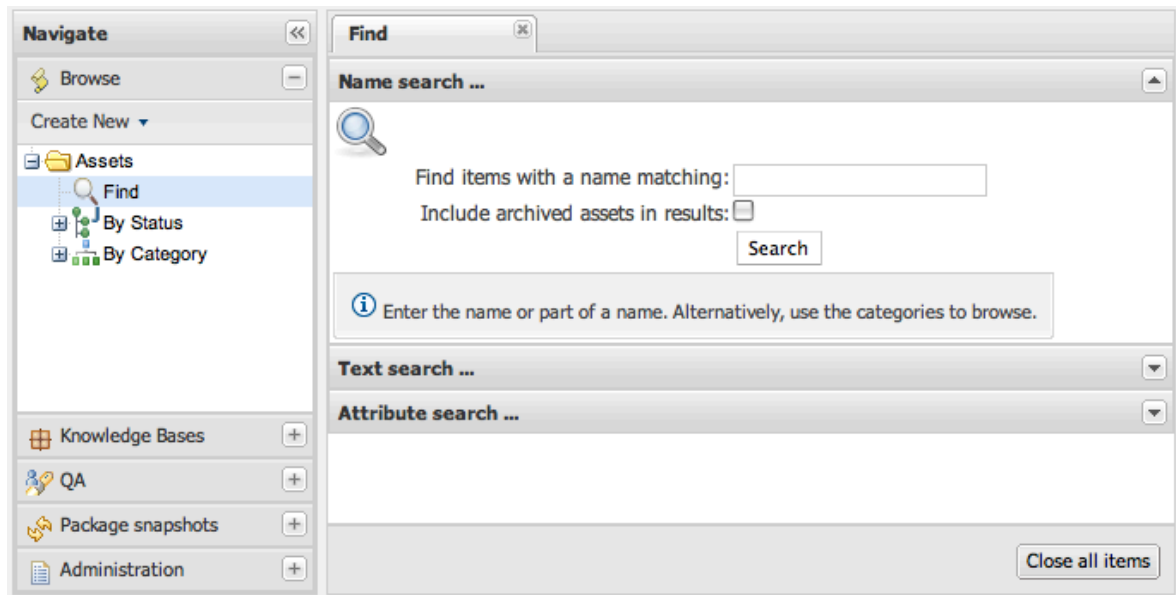 Navigate
Browse
Create New
Assets
Find
By Status
By Category
Knowledge Bases
QA
Package snapshots
Administration
Find
Name search ...
Find items with a name matching:
Include archived assets in results:
Search
Enter the name or part of a name. Alternatively, use the categories to browse.
Text search ...
Attribute search ...
Close all items